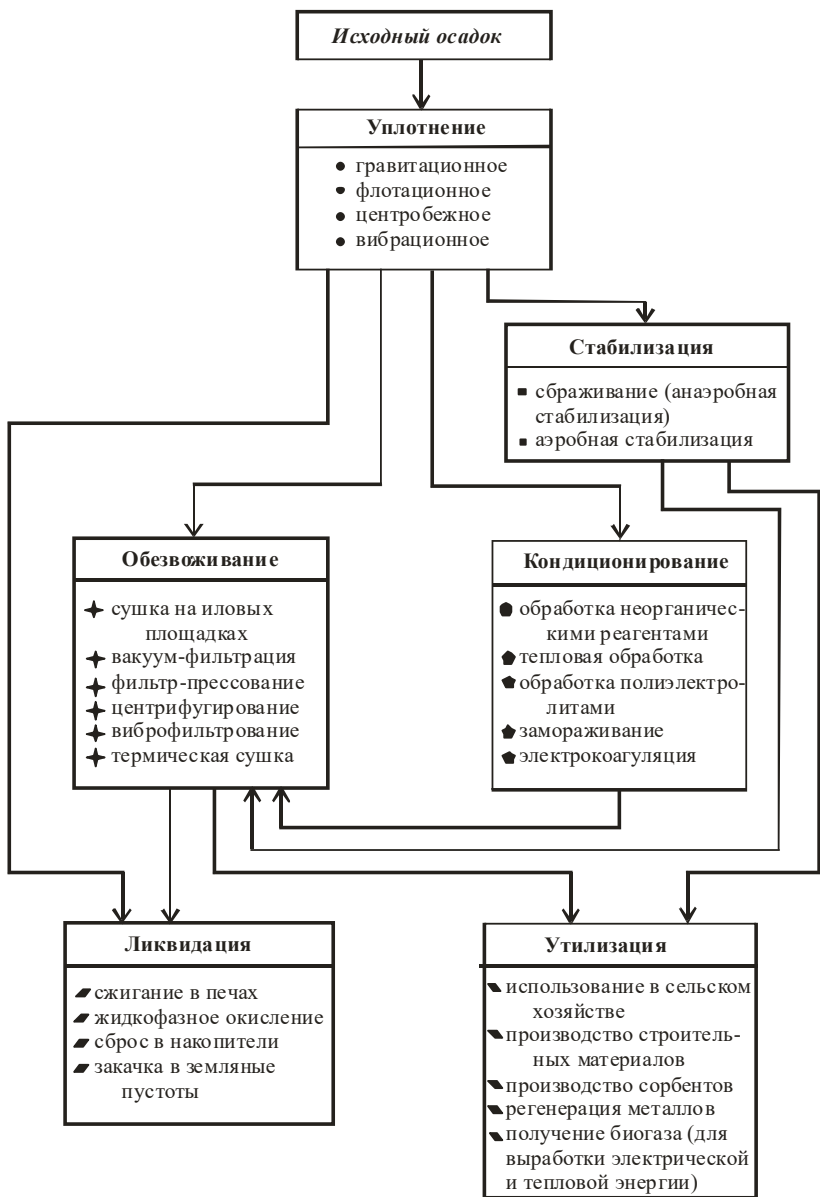 Исходный осадок
Уплотнение
гравитационное
флотационное
центробежное
вибрационное
Стабилизация
сбраживание (анаэробная
стабилизация)
аэробная стабилизация
Обезвоживание
сушка на иловых
площадках
вакуум-фильтрация
фильтр-прессование
центрифугирование
виброфильтрование
термическая сушка
Кондиционирование
обработка неорганичес-
кими реагентами
тепловая обработка
обработка полиэлектро-
литами
замораживание
электрокоагуляция
Ликвидация
сжигание в печах
жидкофазное окисление
сброс в накопители
закачка в земляные
пустоты
Утилизация
использование в сельском
хозяйстве
производство строитель-
ных материалов
производство сорбентов
регенерация металлов
получение биогаза (для
выработки электрической
и тепловой энергии)